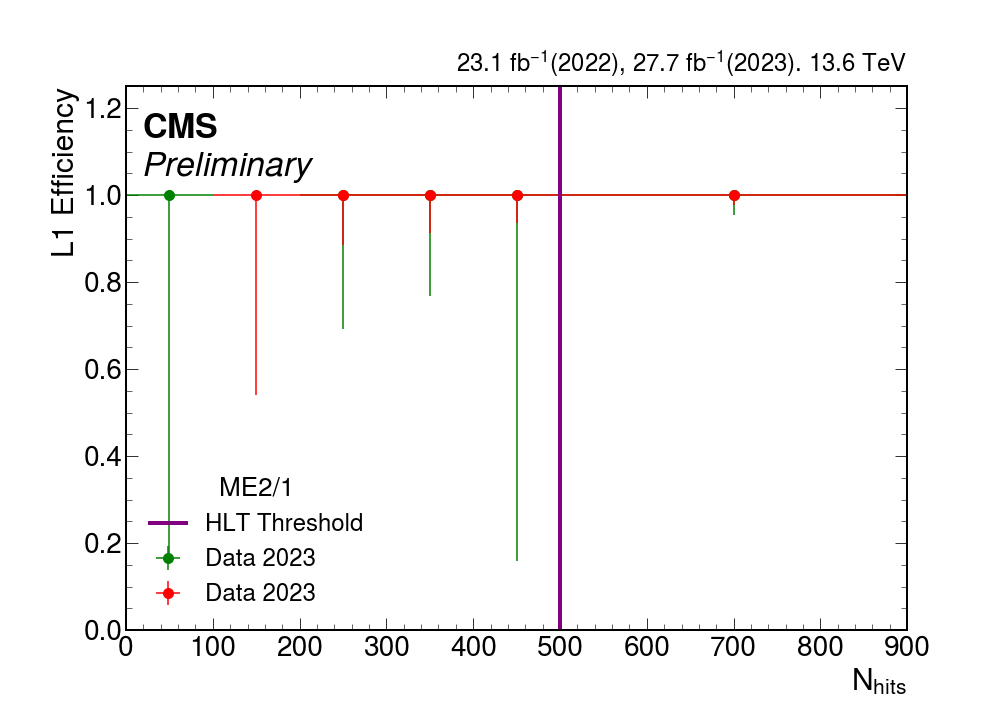 23.1 fb⁻¹(2022), 27.7 fb⁻¹(2023). 13.6 TeV
CMS
Preliminary
L1 Efficiency
1.2
1.0
0.8
0.6
0.4
0.2
0.0
ME2/1
HLT Threshold
Data 2023
Data 2023
0 100 200 300 400 500 600 700 800 900
N_hits